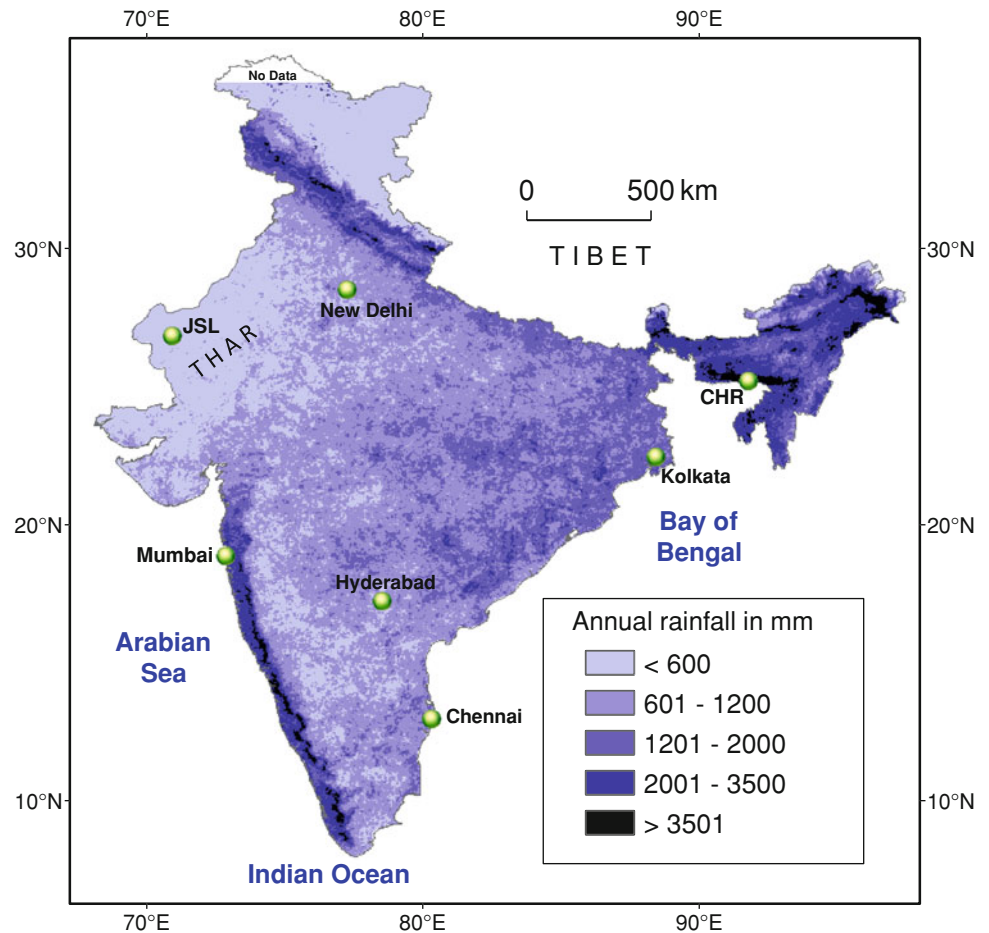 70°E 80°E 90°E
No Data
0 500 km
30°N TIBET 30°N
New Delhi
JSL
THAR
CHR
Kolkata
20°N Bay of 20°N
Bengal
Mumbai
Hyderabad
Arabian
Sea
Annual rainfall in mm
< 600
601 - 1200
1201 - 2000
2001 - 3500
> 3501
Chennai
10°N 10°N
Indian Ocean
70°E 80°E 90°E